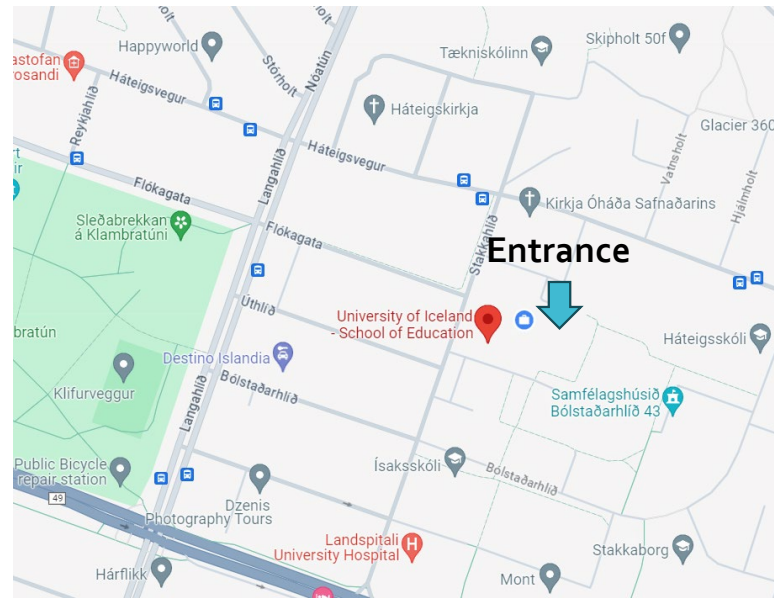 Happyworld
Tækniskólinn
Skipholt 50f
astofan
rosandi
Stórholt
Nóatún
Háteigsvegur
Reykjahlíð
Háteigskirkja
Glacier 360
Langahlíð
Háteigsvegur
Vatnsholt
Hjálmholt
Flókagata
Kirkja Óháða Safnaðarins
Sleðabrekkan
á Klambratúni
Flókagata
Stakkahlíð
Entrance
Úthlíð
University of Iceland
- School of Education
bratún
Háteigsskóli
Destino Islandia
Bólstaðarhlíð
Klifurveggur
Samfélagshúsið
Bólstaðarhlíð 43
Langahlíð
Public Bicycle
repair station
Ísaksskóli
Bólstaðarhlíð
49
Dzenis
Photography Tours
Landspitali
University Hospital
H
Stakkaborg
Hárflikk
Mont